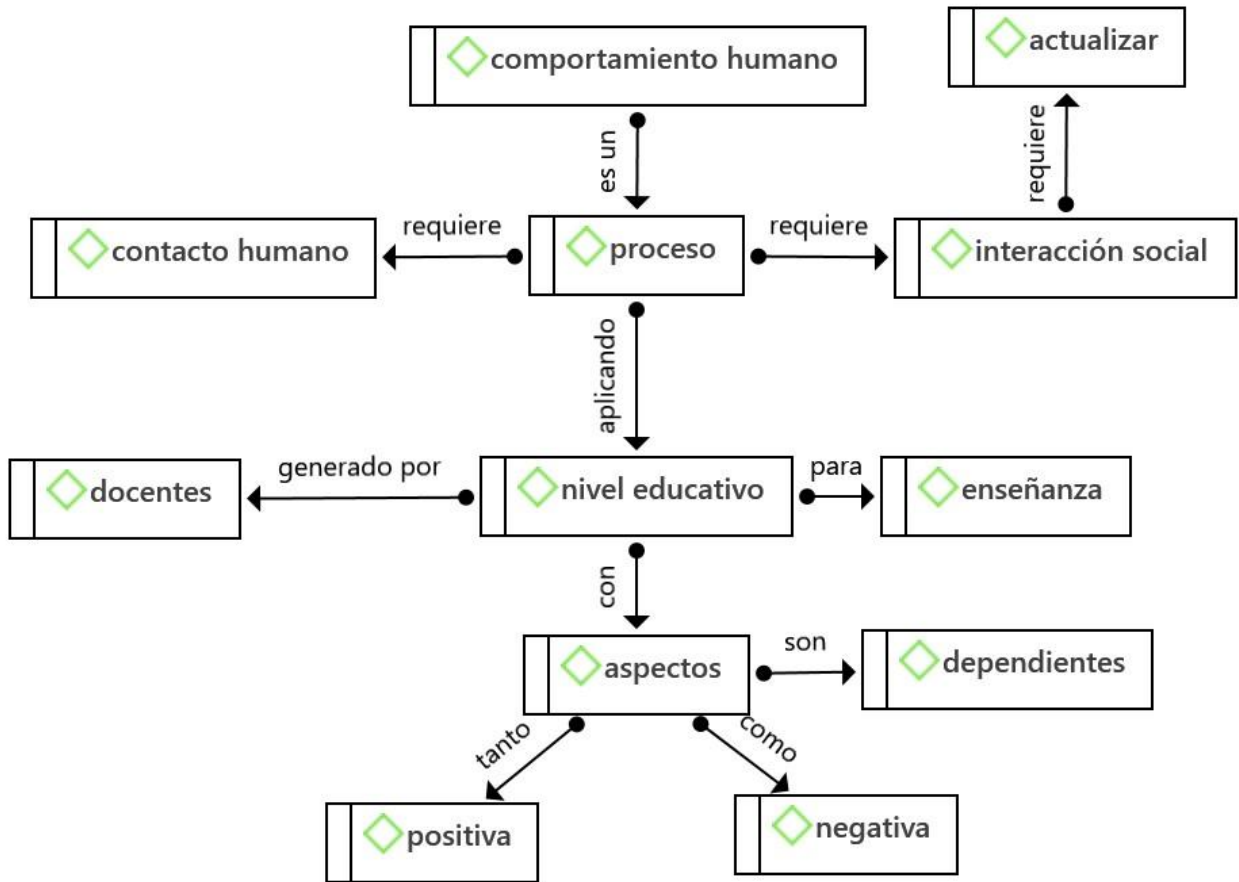 comportamiento humano
actualizar
es un
requiere
contacto humano
requiere
proceso
requiere
interacción social
aplicando
docentes
generado por
nivel educativo
para
enseñanza
con
aspectos
son
dependientes
tanto
como
positiva
negativa